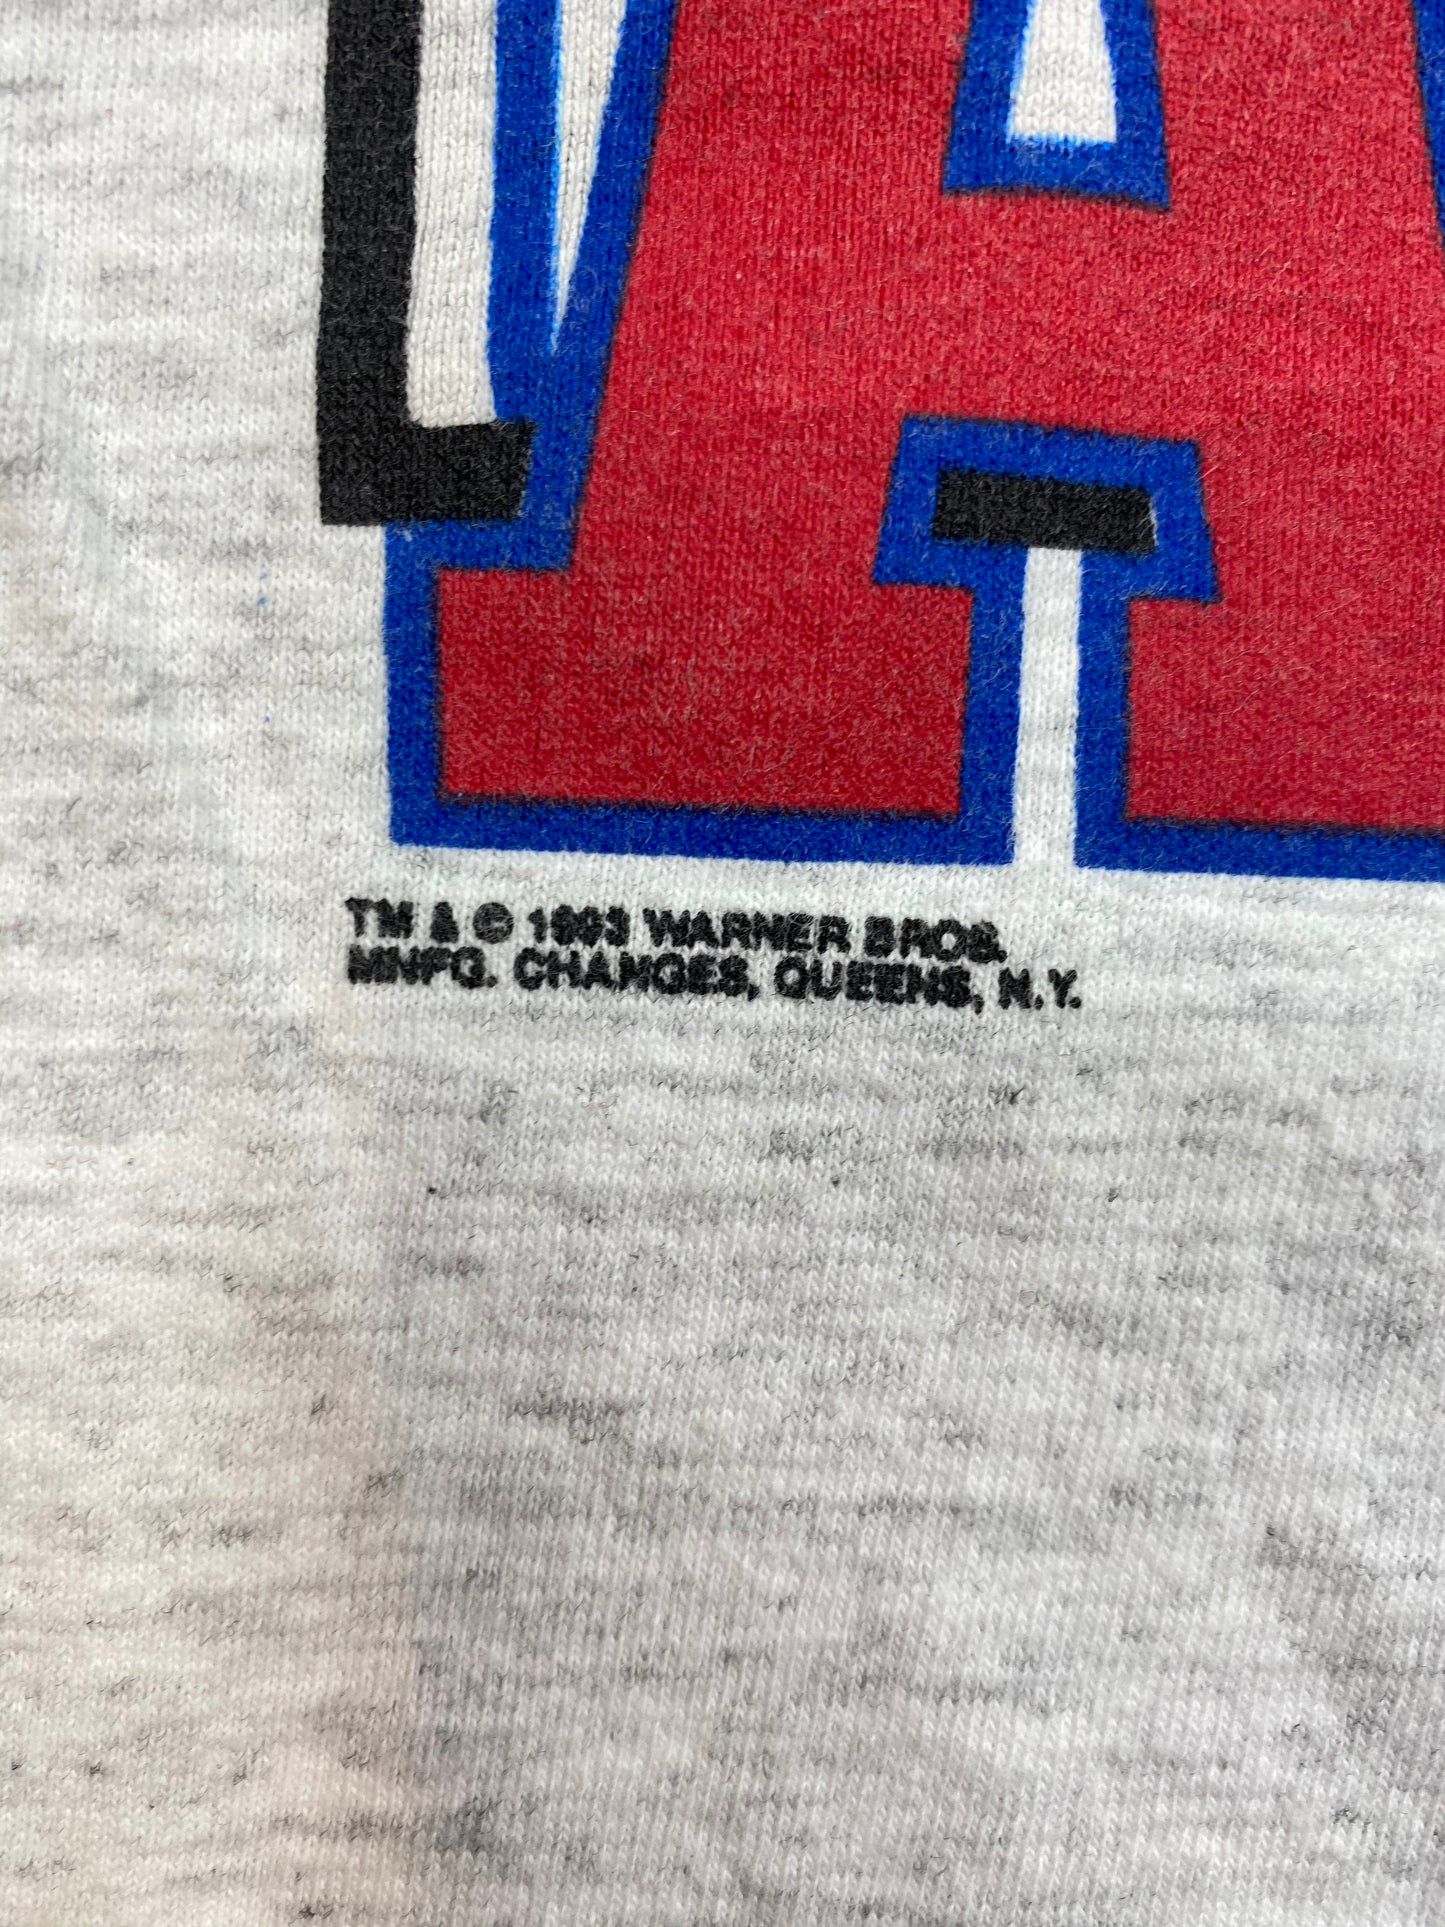 A
TM & © 1993 WARNER BROS.
MNFG. CHANGES, QUEENS, N.Y.